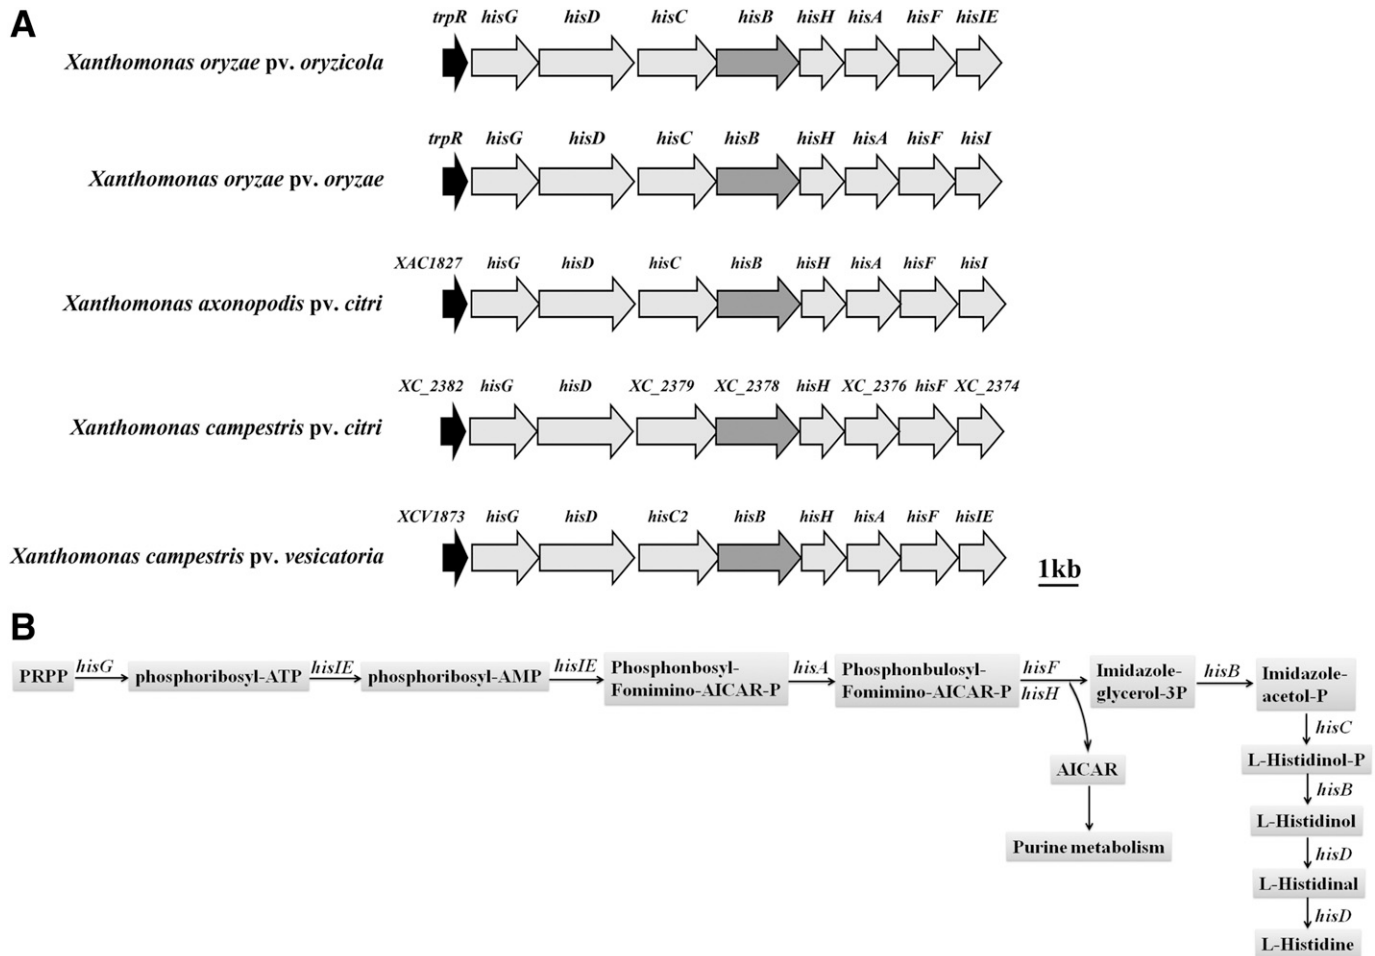 A
trpR hisG hisD hisC hisB hisH hisA hisF hisIE
Xanthomonas oryzae pv. oryzicola
trpR hisG hisD hisC hisB hisH hisA hisF hisI
Xanthomonas oryzae pv. oryzae
XAC1827 hisG hisD hisC hisB hisH hisA hisF hisI
Xanthomonas axonopodis pv. citri
XC_2382 hisG hisD XC_2379 XC_2378 hisH XC_2376 hisF XC_2374
Xanthomonas campestris pv. citri
XCV1873 hisG hisD hisC2 hisB hisH hisA hisF hisIE
Xanthomonas campestris pv. vesicatoria
1kb
B
PRPP
hisG
phosphoribosyl-ATP
hisIE
phosphoribosyl-AMP
hisIE
Phosphonbosyl-
Fomimino-AICAR-P
hisA
Phosphonbulosyl-
Fomimino-AICAR-P
hisF
hisH
Imidazole-
glycerol-3P
hisB
Imidazole-
acetol-P
hisC
AICAR
L-Histidinol-P
hisB
Purine metabolism
L-Histidinol
hisD
L-Histidinal
hisD
L-Histidine